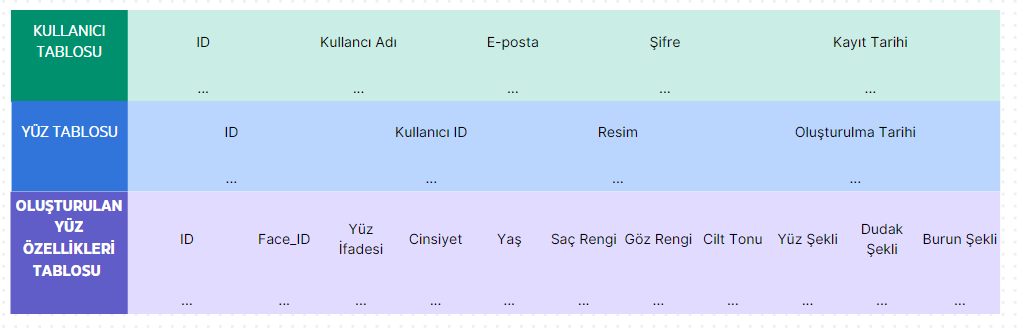 KULLANICI
TABLOSU
ID Kullancı Adı E-posta Şifre Kayıt Tarihi
... ... ... ... ...
YÜZ TABLOSU ID Kullanıcı ID Resim Oluşturulma Tarihi
... ... ... ...
OLUŞTURULAN
YÜZ
ÖZELLİKLERİ
TABLOSU
ID Face_ID Yüz
İfadesi Cinsiyet Yaş Saç Rengi Göz Rengi Cilt Tonu Yüz Şekli Dudak
Şekli Burun Şekli
... ... ... ... ... ... ... ... ... ... ...